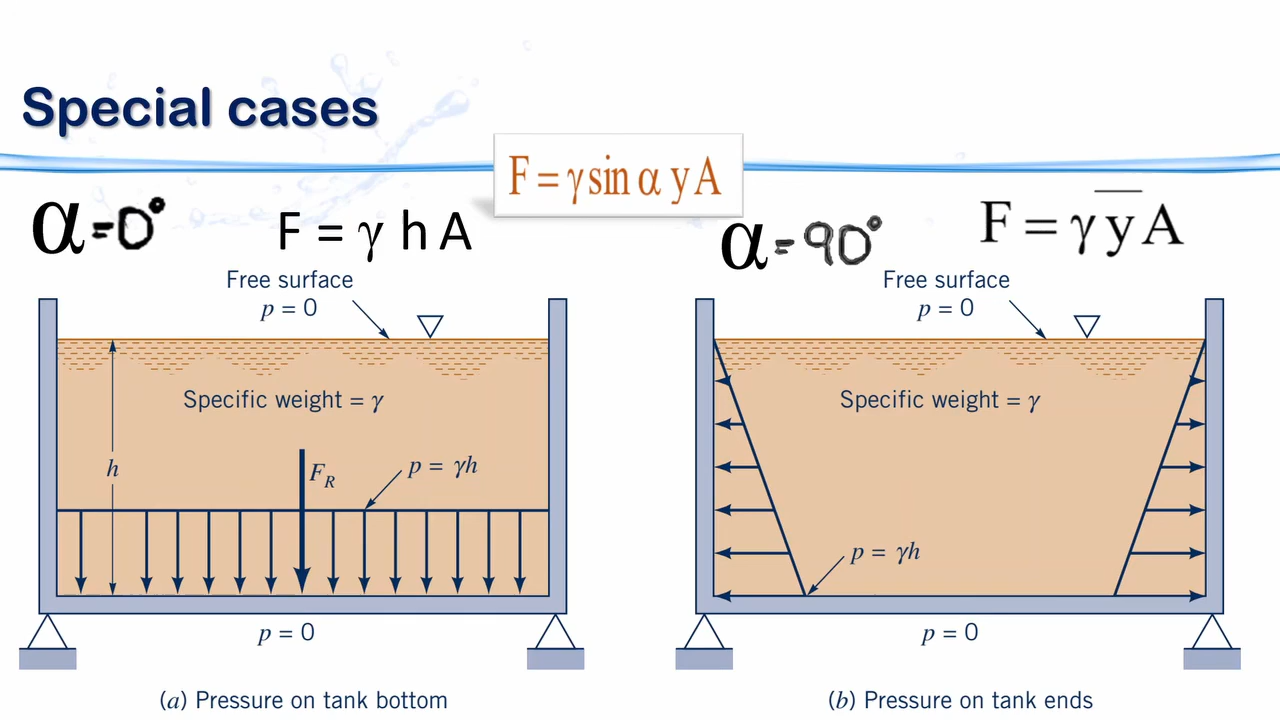 Special cases
F = γ sin α y A
α = 0°
F = γ h A
α = 90°
F = γ y̅ A
Free surface
p = 0
Specific weight = γ
h
F_R
p = γh
p = 0
(a) Pressure on tank bottom
Free surface
p = 0
Specific weight = γ
p = γh
p = 0
(b) Pressure on tank ends